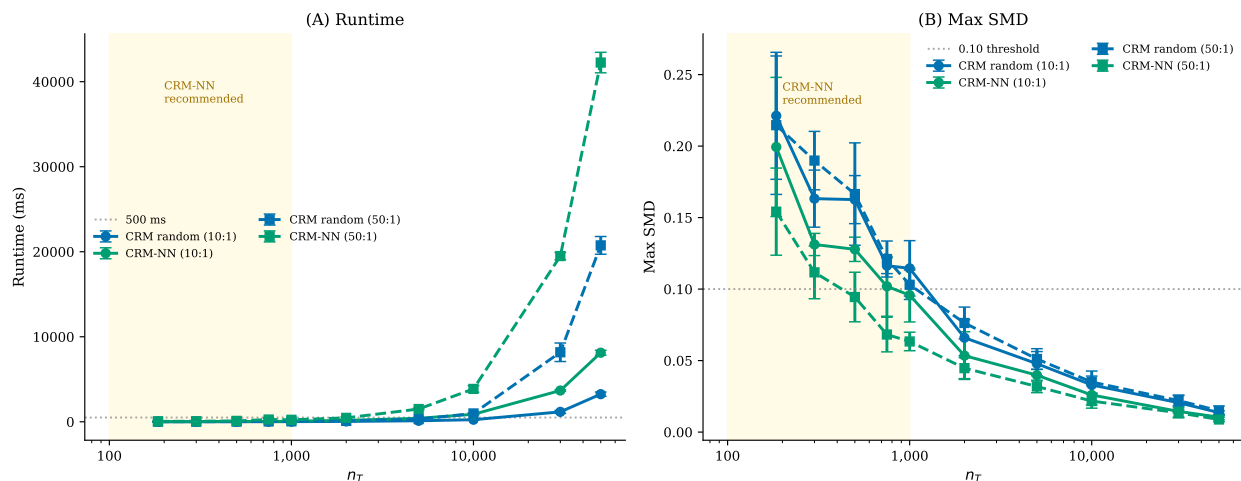 (A) Runtime
Runtime (ms)
40000
30000
20000
10000
0
CRM-NN
recommended
500 ms
CRM random (10:1)
CRM-NN (10:1)
CRM random (50:1)
CRM-NN (50:1)
100
1,000
10,000
n_T
(B) Max SMD
Max SMD
0.25
0.20
0.15
0.10
0.05
0.00
CRM-NN
recommended
0.10 threshold
CRM random (10:1)
CRM-NN (10:1)
CRM random (50:1)
CRM-NN (50:1)
100
1,000
10,000
n_T